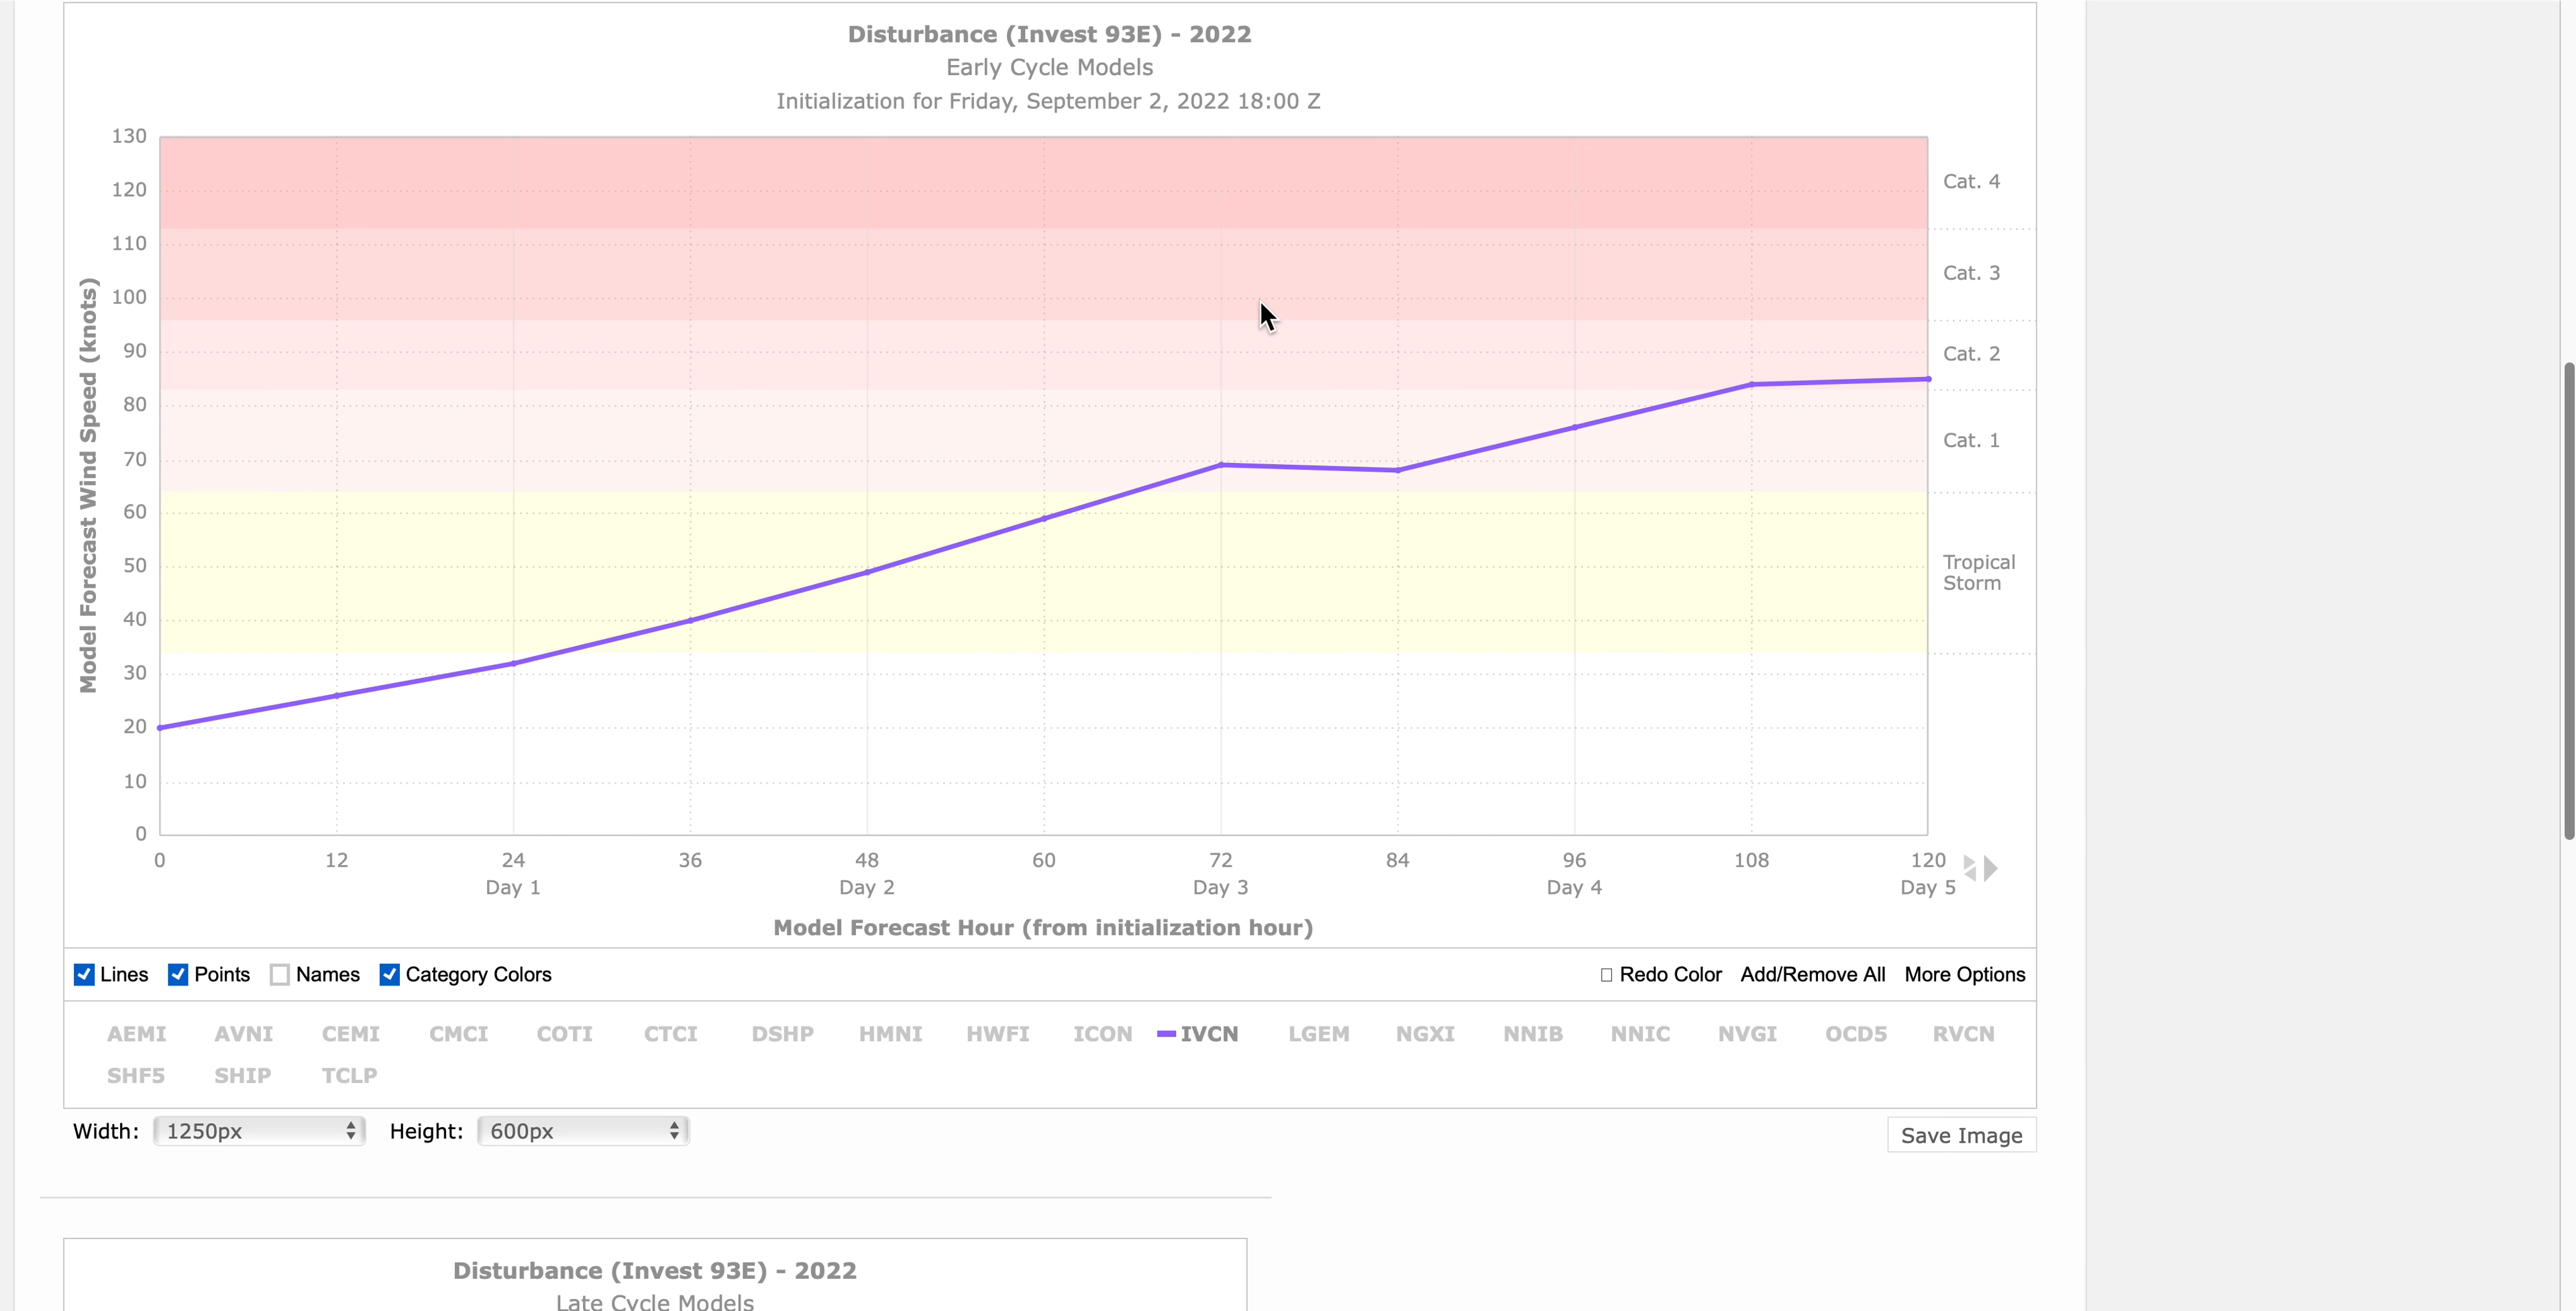 Disturbance (Invest 93E) - 2022
Early Cycle Models
Initialization for Friday, September 2, 2022 18:00 Z
Model Forecast Wind Speed (knots)
130
120
110
100
90
80
70
60
50
40
30
20
10
0
Cat. 4
Cat. 3
Cat. 2
Cat. 1
Tropical
Storm
0 12 24 36 48 60 72 84 96 108 120
Day 1 Day 2 Day 3 Day 4 Day 5
Model Forecast Hour (from initialization hour)
Lines Points Names Category Colors Redo Color Add/Remove All More Options
AEMI AVNI CEMI CMCI COTI CTCI DSHP HMNI HWFI ICON IVCN LGEM NGXI NNIB NNIC NVGI OCD5 RVCN
SHF5 SHIP TCLP
Width: 1250px Height: 600px Save Image
Disturbance (Invest 93E) - 2022
Late Cycle Models